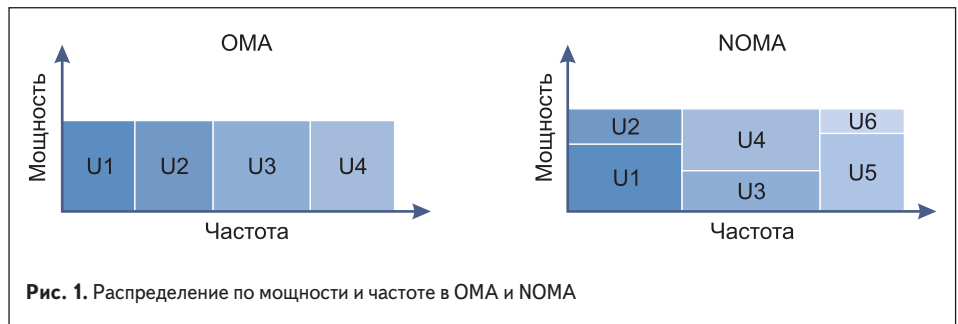 OMA
Мощность
U1 U2 U3 U4
Частота
NOMA
Мощность
U2
U1
U4
U3
U6
U5
Частота
Рис. 1. Распределение по мощности и частоте в OMA и NOMA